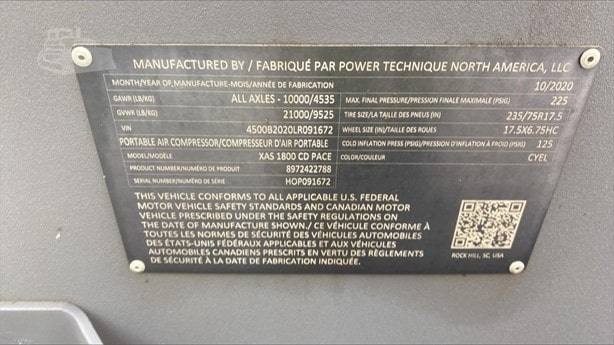 MANUFACTURED BY / FABRIQUÉ PAR POWER TECHNIQUE NORTH AMERICA, LLC
MONTH/YEAR OF MANUFACTURE-MOIS/ANNÉE DE FABRICATION 10/2020
GAWR (LB/KG) ALL AXLES - 10000/4535 MAX. FINAL PRESSURE/PRESSION FINALE MAXIMALE (PSIG) 225
GVWR (LB/KG) 21000/9525 TIRE SIZE/LA TAILLE DES PNEU (IN) 235/75R17.5
VIN 4500B2020LR091672 WHEEL SIZE (IN)/TAILLE DES ROUES 17.5X6.75HC
PORTABLE AIR COMPRESSOR/COMPRESSEUR D'AIR PORTABLE COLD INFLATION PRESS (PSIG)/PRESSION D'INFLATION À FROID 125
MODEL/MODÈLE XAS 1800 CD PACE COLOR/COULEUR CYEL
PRODUCT NUMBER/NUMÉRO DE PRODUIT 8972422788
SERIAL NUMBER/NUMÉRO DE SÉRIE HOP091672
THIS VEHICLE CONFORMS TO ALL APPLICABLE U.S. FEDERAL
MOTOR VEHICLE SAFETY STANDARDS AND CANADIAN MOTOR
VEHICLE PRESCRIBED UNDER THE SAFETY REGULATIONS ON
THE DATE OF MANUFACTURE SHOWN./ CE VÉHICULE CONFORME À
TOUTES LES NORMES DE SÉCURITÉ DES VÉHICULES AUTOMOBILES
DES ÉTATS-UNIS FÉDÉRAUX APPLICABLES ET AUX VÉHICULES
AUTOMOBILES CANADIENS PRESCRITS EN VERTU DES RÈGLEMENTS
DE SÉCURITÉ À LA DATE DE FABRICATION INDIQUÉE.
ROCK HILL, SC, USA